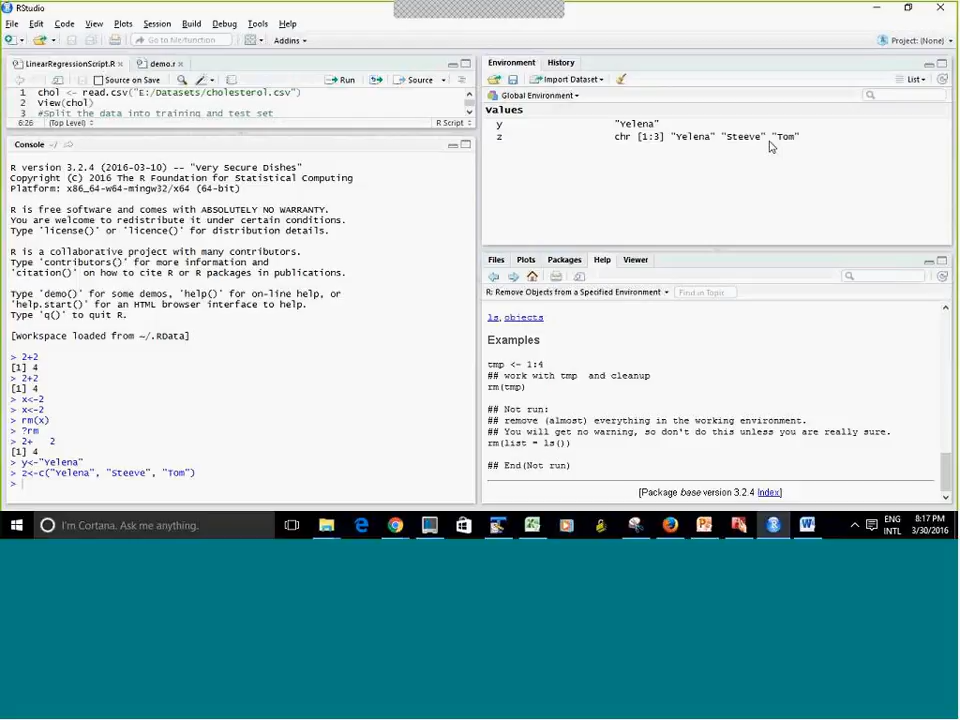 RStudio
File Edit Code View Plots Session Build Debug Tools Help
Go to file/function Addins Project: (None)
LinearRegressionScript.R demo.r
Source on Save Run Source
1 chol <- read.csv("E:/Datasets/cholesterol.csv")
2 View(chol)
3 #Split the data into training and test set
6:26 (Top Level) R Script
Console ~/
R version 3.2.4 (2016-03-10) -- "Very Secure Dishes"
Copyright (C) 2016 The R Foundation for Statistical Computing
Platform: x86_64-w64-mingw32/x64 (64-bit)
R is free software and comes with ABSOLUTELY NO WARRANTY.
You are welcome to redistribute it under certain conditions.
Type 'license()' or 'licence()' for distribution details.
R is a collaborative project with many contributors.
Type 'contributors()' for more information and
'citation()' on how to cite R or R packages in publications.
Type 'demo()' for some demos, 'help()' for on-line help, or
'help.start()' for an HTML browser interface to help.
Type 'q()' to quit R.
[workspace loaded from ~/.RData]
> 2+2
[1] 4
> 2+2
[1] 4
> x<-2
> x<-2
> rm(x)
> ?rm
> 2+   2
[1] 4
> y<-"Yelena"
> z<-c("Yelena", "Steeve", "Tom")
>
Environment History
Import Dataset List
Global Environment
Values
y "Yelena"
z chr [1:3] "Yelena" "Steeve" "Tom"
Files Plots Packages Help Viewer
R: Remove Objects from a Specified Environment Find in Topic
ls, objects
Examples
tmp <- 1:4
## work with tmp  and cleanup
rm(tmp)
## Not run:
## remove (almost) everything in the working environment.
## You will get no warning, so don't do this unless you are really sure.
rm(list = ls())
## End(Not run)
[Package base version 3.2.4 Index]
I'm Cortana. Ask me anything.
ENG 8:17 PM
INTL 3/30/2016